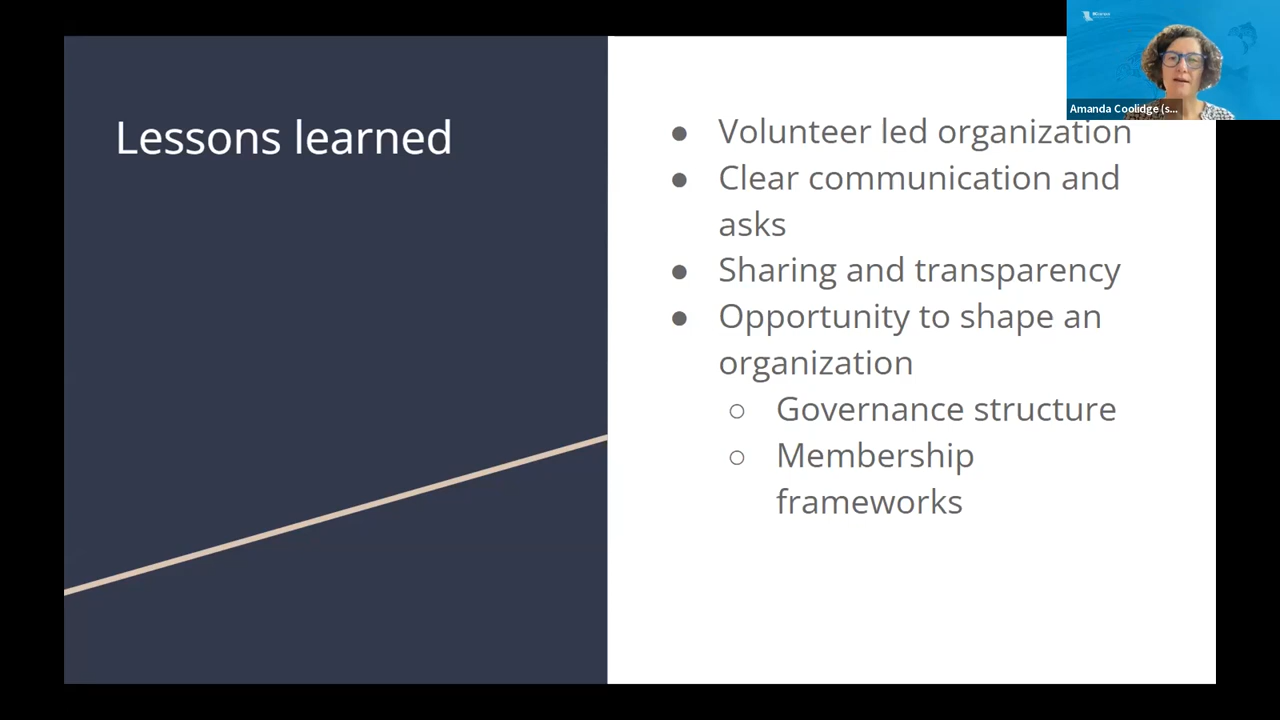 Lessons learned
● Volunteer led organization
● Clear communication and
asks
● Sharing and transparency
● Opportunity to shape an
organization
○ Governance structure
○ Membership
frameworks
Amanda Coolidge (s...